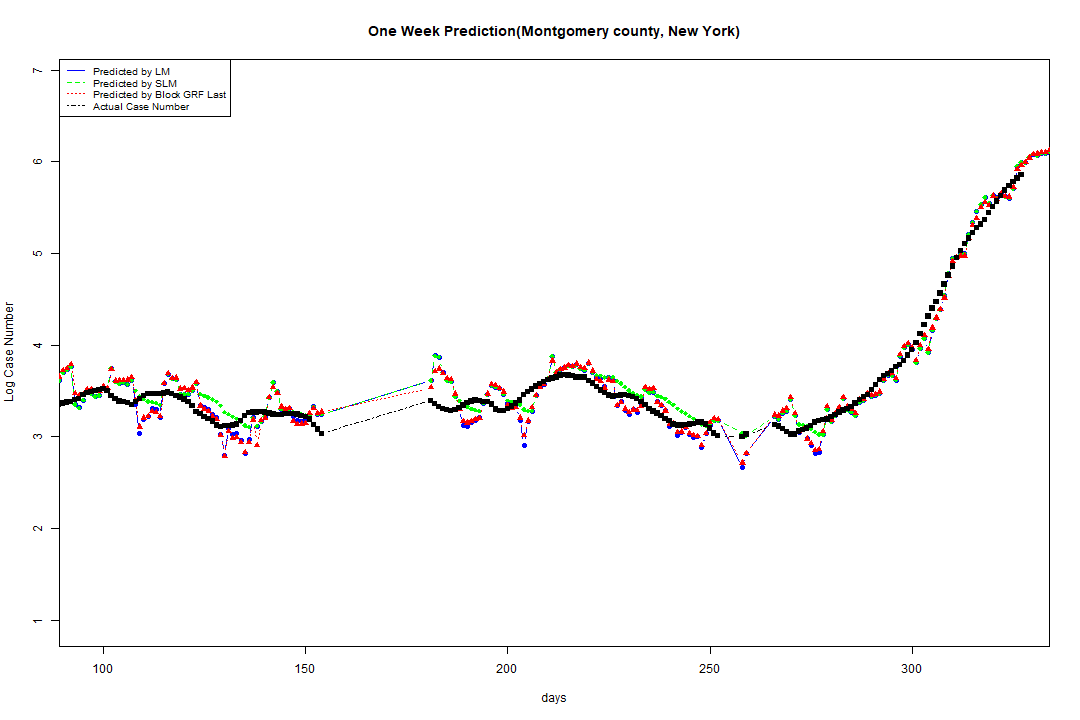 One Week Prediction(Montgomery county, New York)
Predicted by LM
Predicted by SLM
Predicted by Block GRF Last
Actual Case Number
7
6
5
4
3
2
1
Log Case Number
100 150 200 250 300
days